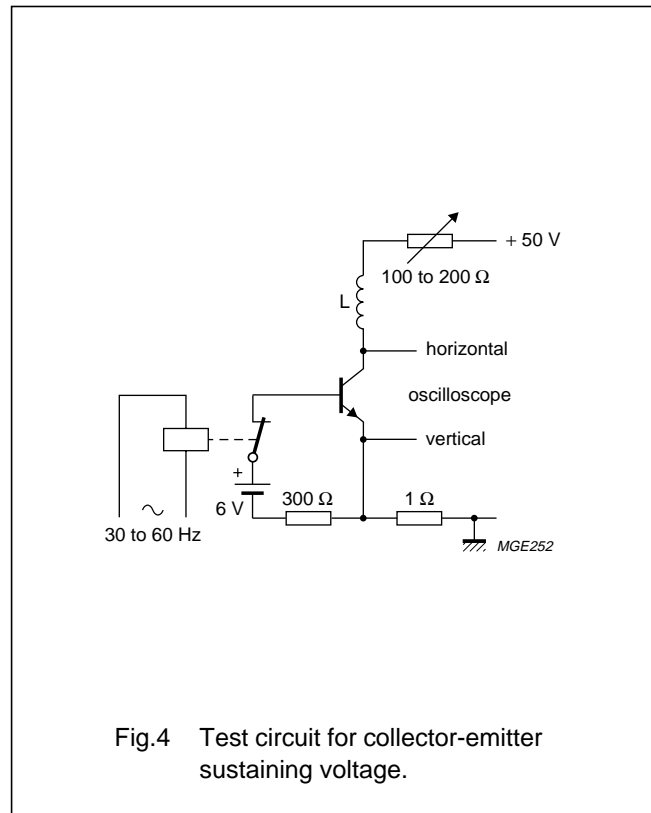 + 50 V
100 to 200 Ω
L
horizontal
oscilloscope
vertical
+
6 V
300 Ω
1 Ω
30 to 60 Hz
MGE252
Fig.4 Test circuit for collector-emitter
sustaining voltage.